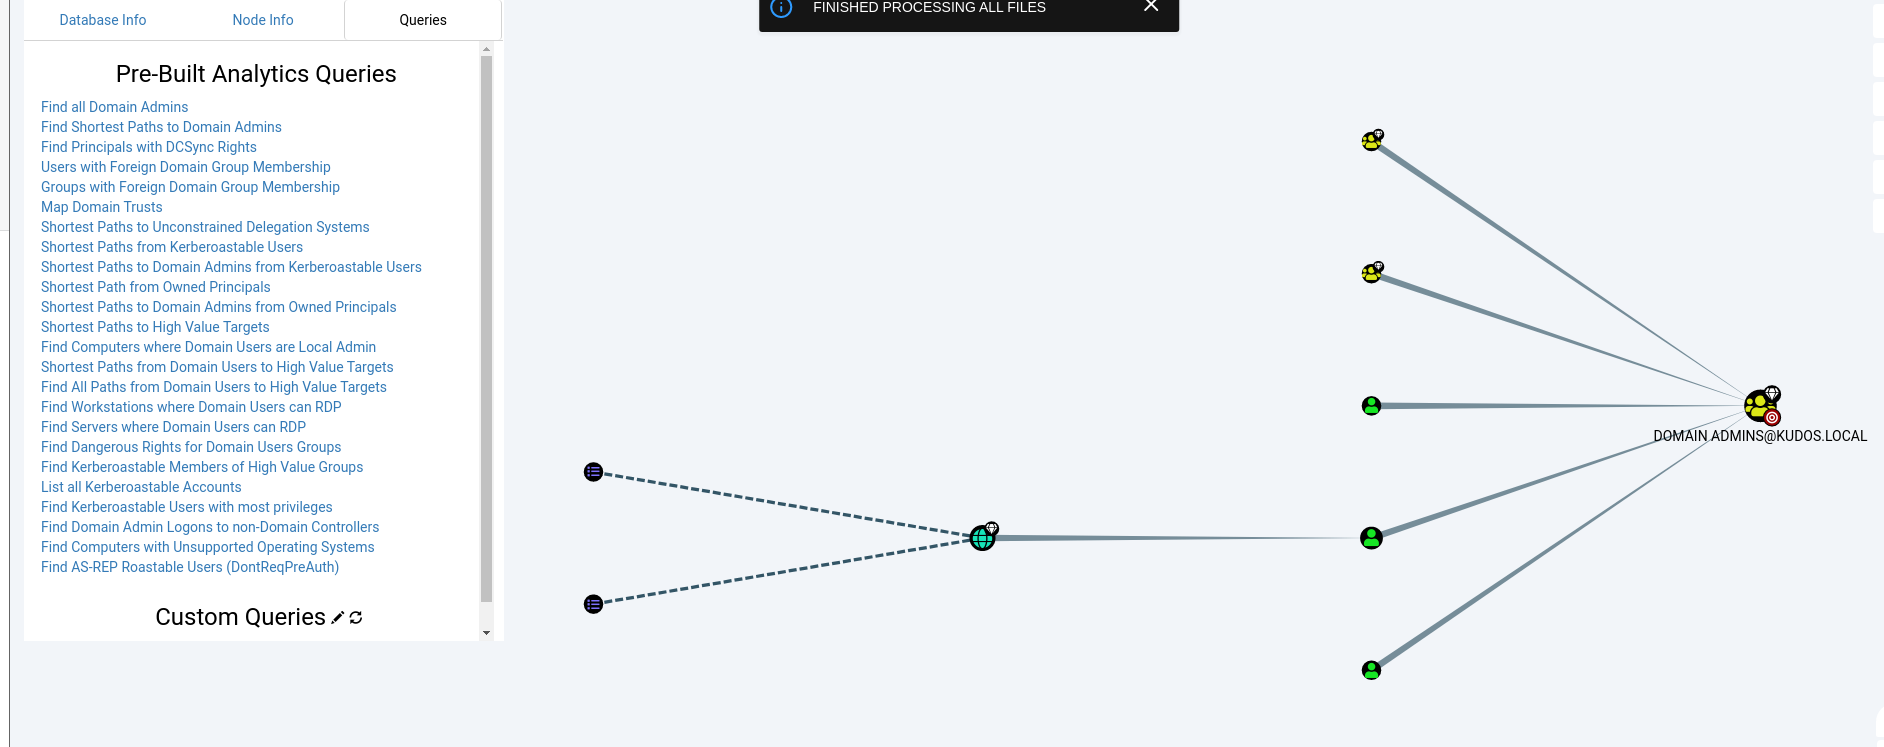 Database Info
Node Info
Queries
FINISHED PROCESSING ALL FILES
Pre-Built Analytics Queries
Find all Domain Admins
Find Shortest Paths to Domain Admins
Find Principals with DCSync Rights
Users with Foreign Domain Group Membership
Groups with Foreign Domain Group Membership
Map Domain Trusts
Shortest Paths to Unconstrained Delegation Systems
Shortest Paths from Kerberoastable Users
Shortest Paths to Domain Admins from Kerberoastable Users
Shortest Path from Owned Principals
Shortest Paths to Domain Admins from Owned Principals
Shortest Paths to High Value Targets
Find Computers where Domain Users are Local Admin
Shortest Paths from Domain Users to High Value Targets
Find All Paths from Domain Users to High Value Targets
Find Workstations where Domain Users can RDP
Find Servers where Domain Users can RDP
Find Dangerous Rights for Domain Users Groups
Find Kerberoastable Members of High Value Groups
List all Kerberoastable Accounts
Find Kerberoastable Users with most privileges
Find Domain Admin Logons to non-Domain Controllers
Find Computers with Unsupported Operating Systems
Find AS-REP Roastable Users (DontReqPreAuth)
Custom Queries
DOMAIN ADMINS@KUDOS.LOCAL